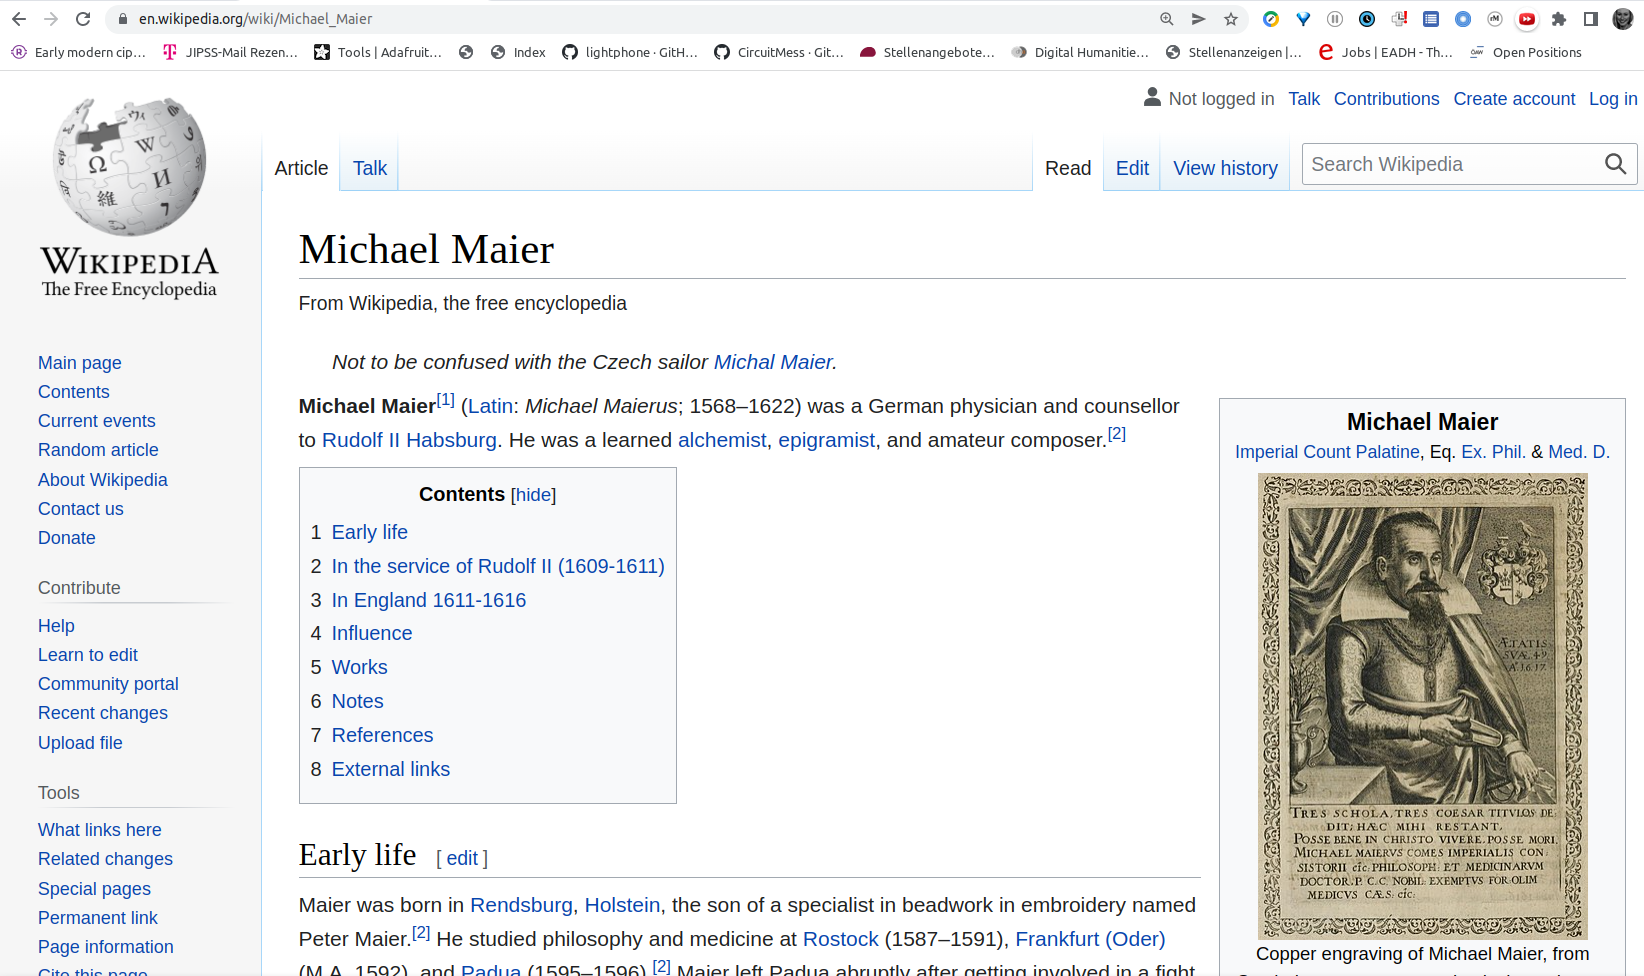 en.wikipedia.org/wiki/Michael_Maier
Early modern cip...
JIPSS-Mail Rezen...
Tools | Adafruit...
Index
lightphone · GitH...
CircuitMess · Git...
Stellenangebote...
Digital Humanitie...
Stellenanzeigen |...
Jobs | EADH - Th...
Open Positions
Not logged in Talk Contributions Create account Log in
WIKIPEDIA
The Free Encyclopedia
Article Talk Read Edit View history Search Wikipedia
Main page
Contents
Current events
Random article
About Wikipedia
Contact us
Donate
Contribute
Help
Learn to edit
Community portal
Recent changes
Upload file
Tools
What links here
Related changes
Special pages
Permanent link
Page information
Cite this page
Michael Maier
From Wikipedia, the free encyclopedia
Not to be confused with the Czech sailor Michal Maier.
Michael Maier[1] (Latin: Michael Maierus; 1568–1622) was a German physician and counsellor
to Rudolf II Habsburg. He was a learned alchemist, epigramist, and amateur composer.[2]
Contents [hide]
1 Early life
2 In the service of Rudolf II (1609-1611)
3 In England 1611-1616
4 Influence
5 Works
6 Notes
7 References
8 External links
Early life [ edit ]
Maier was born in Rendsburg, Holstein, the son of a specialist in beadwork in embroidery named
Peter Maier.[2] He studied philosophy and medicine at Rostock (1587–1591), Frankfurt (Oder)
(M.A. 1592), and Padua (1595–1596).[2] Maier left Padua abruptly after getting involved in a fight
Michael Maier
Imperial Count Palatine, Eq. Ex. Phil. & Med. D.
ÆTATIS
SVÆ. 49
Aº. 1617
TRES SCHOLA, TRES COESAR TITVLOS DE
DIT; HÆC MIHI RESTANT,
POSSE BENE IN CHRISTO VIVERE, POSSE MORI.
MICHAEL MAIERVS COMES IMPERIALIS CON
SISTORII etc: PHILOSOPH: ET MEDICINARVM
DOCTOR. P. C. C. NOBIL: EXEMPTVS FOR: OLIM
MEDICVS CÆS: etc:
Copper engraving of Michael Maier, from